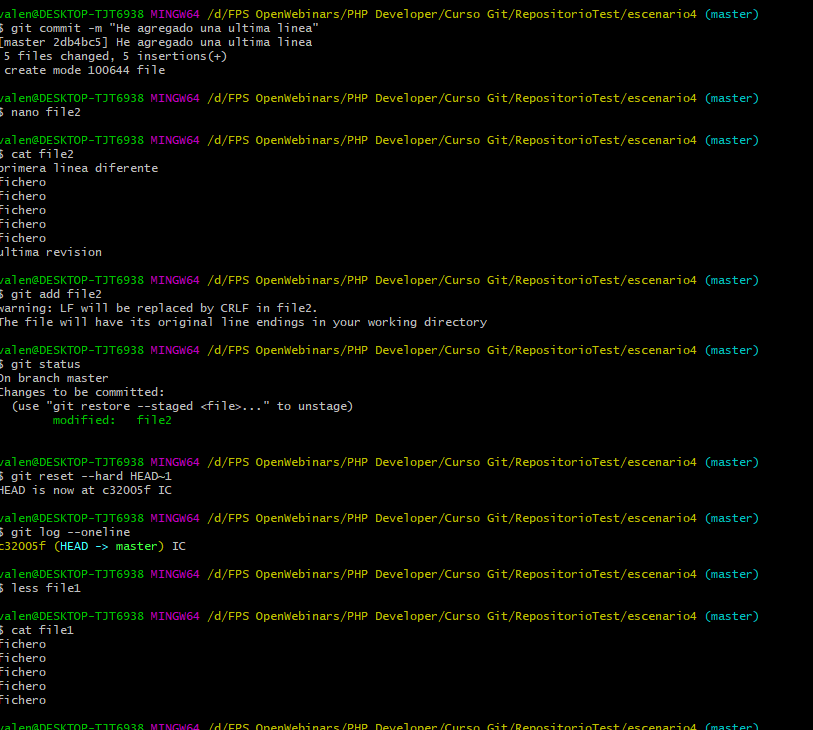 valen@DESKTOP-TJT6938 MINGW64 /d/FPS OpenWebinars/PHP Developer/Curso Git/RepositorioTest/escenario4 (master)
$ git commit -m "He agregado una ultima linea"
[master 2db4bc5] He agregado una ultima linea
5 files changed, 5 insertions(+)
create mode 100644 file
valen@DESKTOP-TJT6938 MINGW64 /d/FPS OpenWebinars/PHP Developer/Curso Git/RepositorioTest/escenario4 (master)
$ nano file2
valen@DESKTOP-TJT6938 MINGW64 /d/FPS OpenWebinars/PHP Developer/Curso Git/RepositorioTest/escenario4 (master)
$ cat file2
primera linea diferente
fichero
fichero
fichero
fichero
fichero
ultima revision
valen@DESKTOP-TJT6938 MINGW64 /d/FPS OpenWebinars/PHP Developer/Curso Git/RepositorioTest/escenario4 (master)
$ git add file2
warning: LF will be replaced by CRLF in file2.
The file will have its original line endings in your working directory
valen@DESKTOP-TJT6938 MINGW64 /d/FPS OpenWebinars/PHP Developer/Curso Git/RepositorioTest/escenario4 (master)
$ git status
On branch master
Changes to be committed:
(use "git restore --staged <file>..." to unstage)
modified: file2
valen@DESKTOP-TJT6938 MINGW64 /d/FPS OpenWebinars/PHP Developer/Curso Git/RepositorioTest/escenario4 (master)
$ git reset --hard HEAD~1
HEAD is now at c32005f IC
valen@DESKTOP-TJT6938 MINGW64 /d/FPS OpenWebinars/PHP Developer/Curso Git/RepositorioTest/escenario4 (master)
$ git log --oneline
c32005f (HEAD -> master) IC
valen@DESKTOP-TJT6938 MINGW64 /d/FPS OpenWebinars/PHP Developer/Curso Git/RepositorioTest/escenario4 (master)
$ less file1
valen@DESKTOP-TJT6938 MINGW64 /d/FPS OpenWebinars/PHP Developer/Curso Git/RepositorioTest/escenario4 (master)
$ cat file1
fichero
fichero
fichero
fichero
fichero
valen@DESKTOP-TJT6938 MINGW64 /d/FPS OpenWebinars/PHP Developer/Curso Git/RepositorioTest/escenario4 (master)